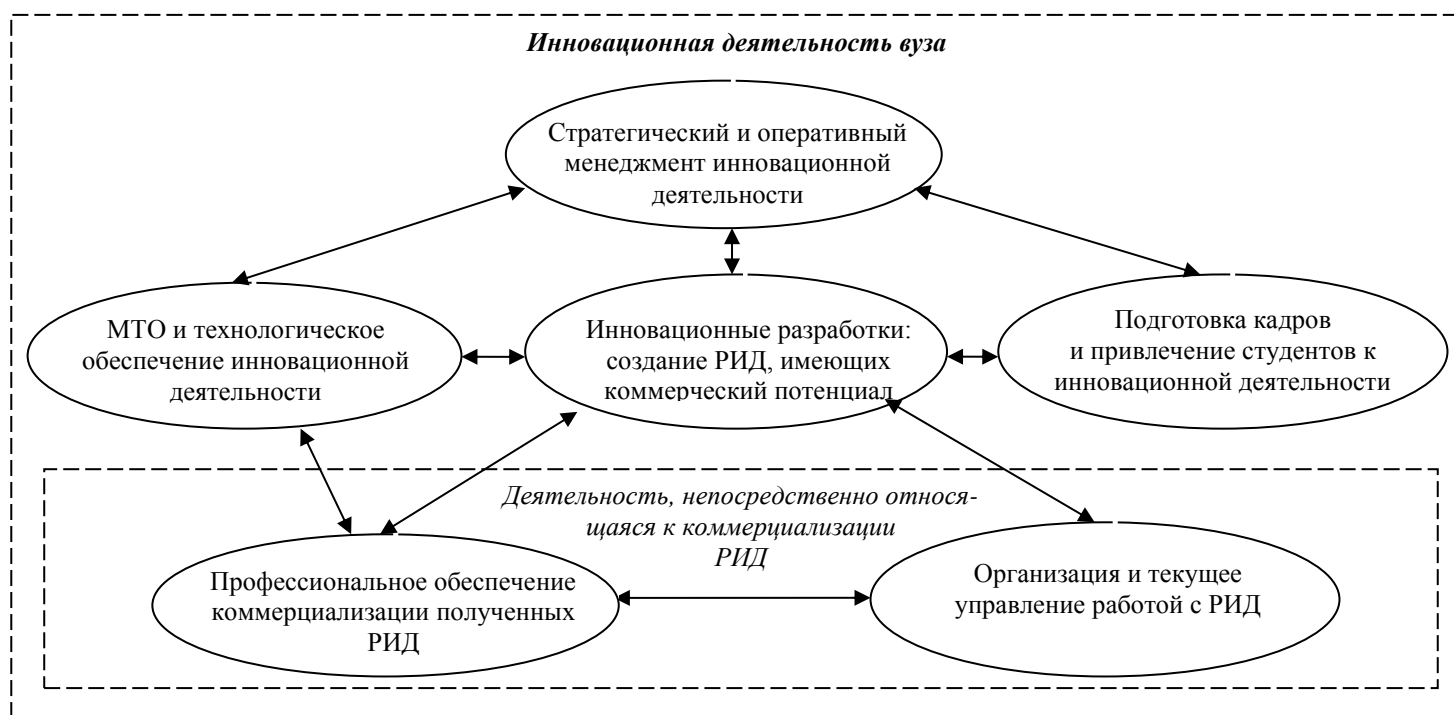 Инновационная деятельность вуза
Стратегический и оперативный
менеджмент инновационной
деятельности
МТО и технологическое
обеспечение инновационной
деятельности
Инновационные разработки:
создание РИД, имеющих
коммерческий потенциал
Подготовка кадров
и привлечение студентов к
инновационной деятельности
Деятельность, непосредственно относя-
щаяся к коммерциализации
РИД
Профессиональное обеспечение
коммерциализации полученных
РИД
Организация и текущее
управление работой с РИД